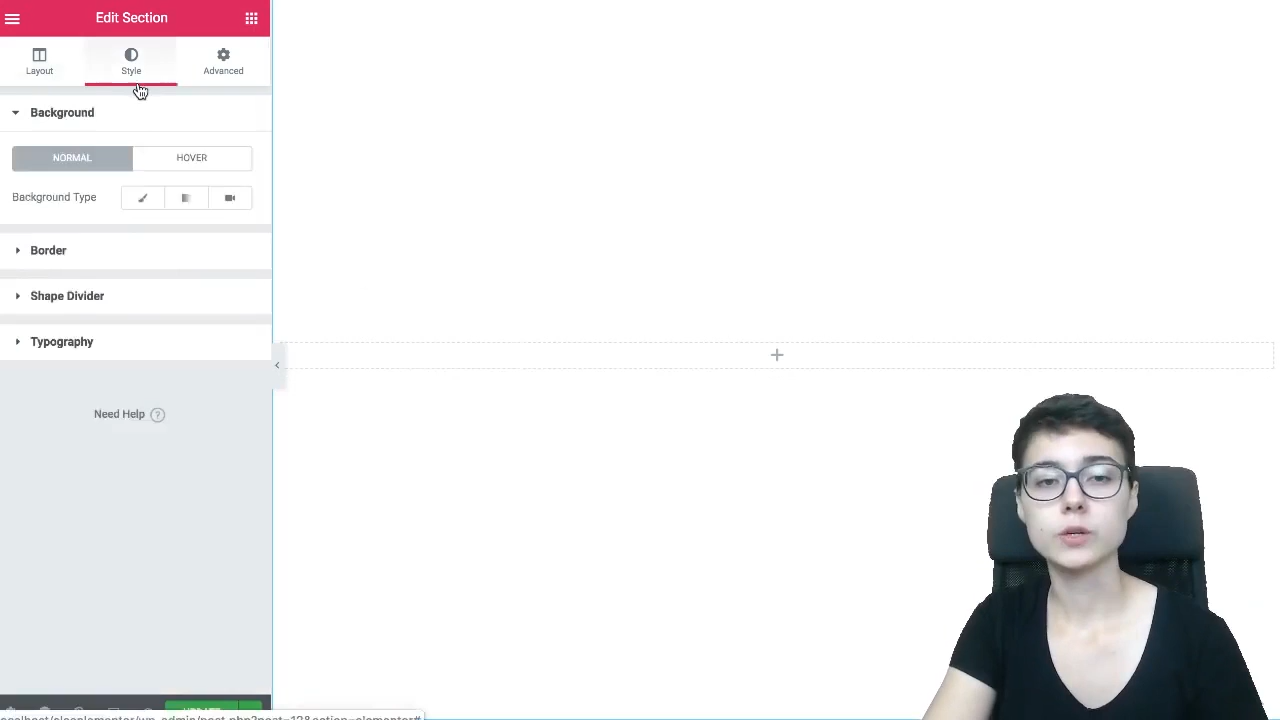 Edit Section
Layout
Style
Advanced
Background
NORMAL
HOVER
Background Type
Border
Shape Divider
Typography
Need Help ?